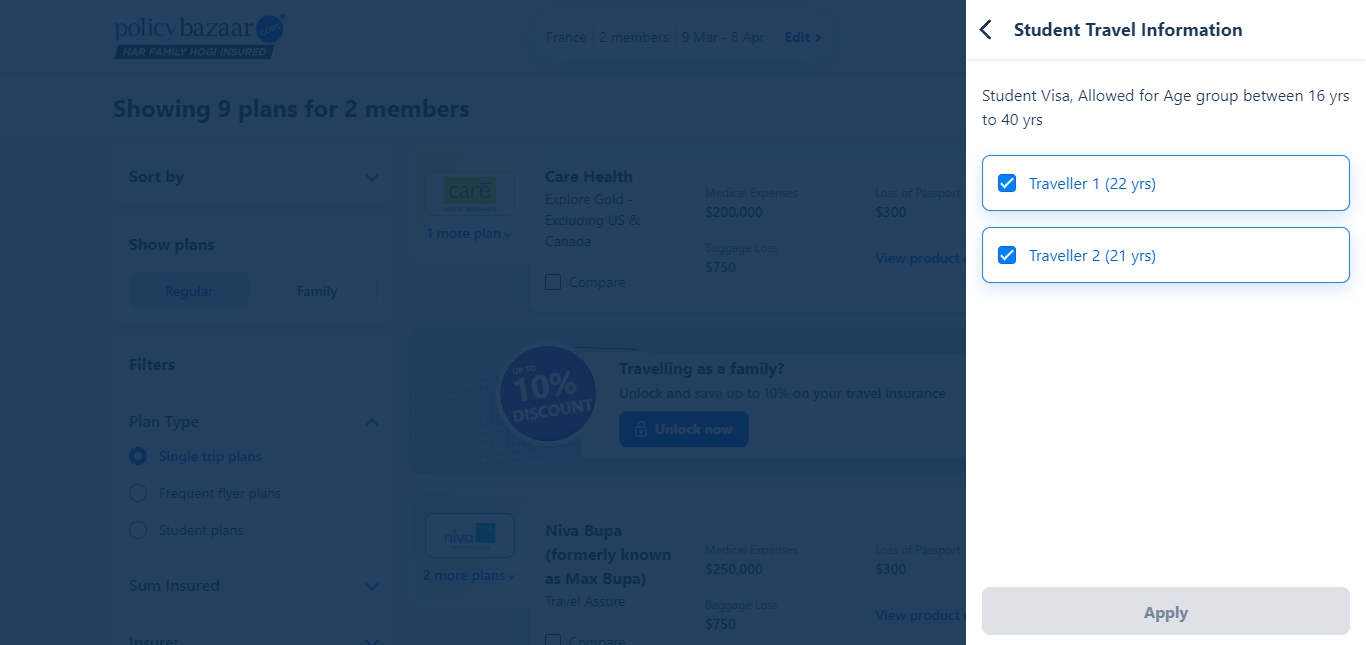 policybazaar.com
HAR FAMILY HOGI INSURED
France 2 members 9 Mar - 8 Apr Edit >
Showing 9 plans for 2 members
Sort by
Show plans
Regular Family
Filters
Plan Type
Single trip plans
Frequent flyer plans
Student plans
Sum Insured
Insurer
care
1 more plan
Care Health
Explore Gold - Excluding US & Canada
Medical Expenses
$200,000
Loss of Passport
$300
Baggage Loss
$750
View product
Compare
UP TO
10%
DISCOUNT
Travelling as a family?
Unlock and save up to 10% on your travel insurance
Unlock now
niva
2 more plans
Niva Bupa
(formerly known
as Max Bupa)
Travel Assure
Medical Expenses
$250,000
Loss of Passport
$300
Baggage Loss
$750
View product
Compare
Student Travel Information
Student Visa, Allowed for Age group between 16 yrs
to 40 yrs
Traveller 1 (22 yrs)
Traveller 2 (21 yrs)
Apply